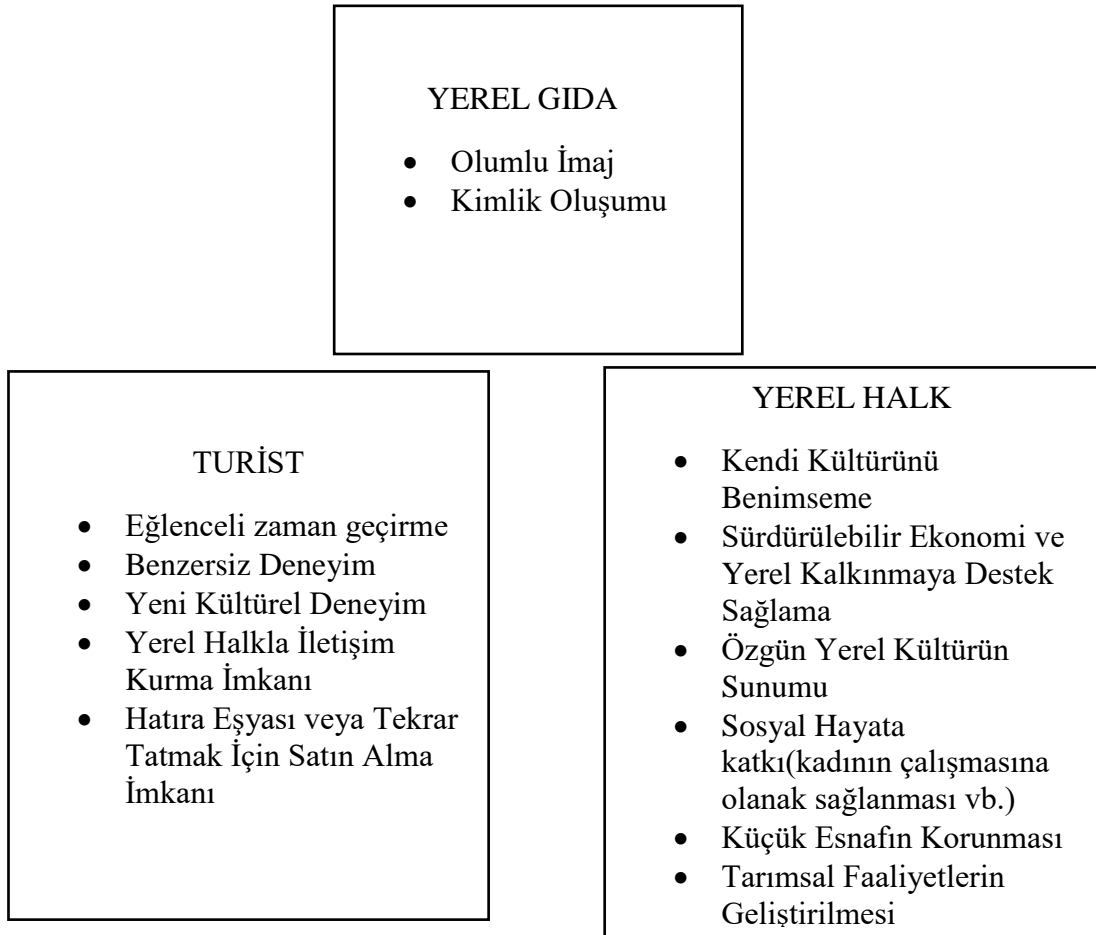 YEREL GIDA
• Olumlu İmaj
• Kimlik Oluşumu
TURİST
• Eğlenceli zaman geçirme
• Benzersiz Deneyim
• Yeni Kültürel Deneyim
• Yerel Halkla İletişim
Kurma İmkanı
• Hatıra Eşyası veya Tekrar
Tatmak İçin Satın Alma
İmkanı
YEREL HALK
• Kendi Kültürünü
Benimseme
• Sürdürülebilir Ekonomi ve
Yerel Kalkınmaya Destek
Sağlama
• Özgün Yerel Kültürün
Sunumu
• Sosyal Hayata
katkı(kadının çalışmasına
olanak sağlanması vb.)
• Küçük Esnafın Korunması
• Tarımsal Faaliyetlerin
Geliştirilmesi